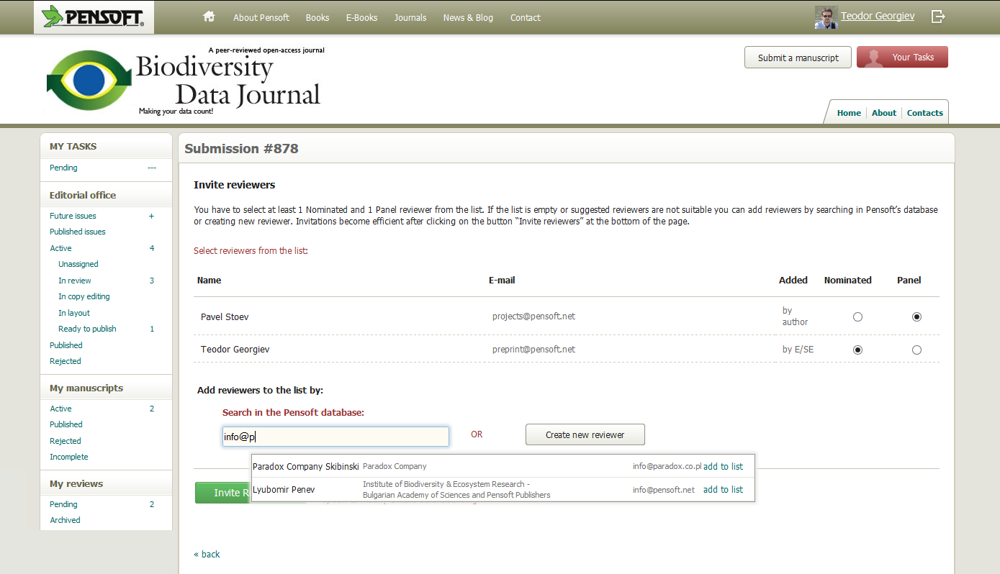 PENSOFT.
About Pensoft
Books
E-Books
Journals
News & Blog
Contact
Teodor Georgiev
A peer-reviewed open-access journal
Biodiversity
Data Journal
Making your data count!
Submit a manuscript
Your Tasks
Home
About
Contacts
MY TASKS
Pending ---
Editorial office
Future issues +
Published issues
Active 4
Unassigned
In review 3
In copy editing
In layout
Ready to publish 1
Published
Rejected
My manuscripts
Active 2
Published
Rejected
Incomplete
My reviews
Pending 2
Archived
Submission #878
Invite reviewers
You have to select at least 1 Nominated and 1 Panel reviewer from the list. If the list is empty or suggested reviewers are not suitable you can add reviewers by searching in Pensoft's database
or creating new reviewer. Invitations become efficient after clicking on the button “Invite reviewers” at the bottom of the page.
Select reviewers from the list:
Name E-mail Added Nominated Panel
Pavel Stoev projects@pensoft.net by author
Teodor Georgiev preprint@pensoft.net by E/SE
Add reviewers to the list by:
Search in the Pensoft database:
info@p
OR
Create new reviewer
Paradox Company Skibinski Paradox Company info@paradox.co.pl add to list
Lyubomir Penev Institute of Biodiversity & Ecosystem Research -
Bulgarian Academy of Sciences and Pensoft Publishers info@pensoft.net add to list
Invite R
« back